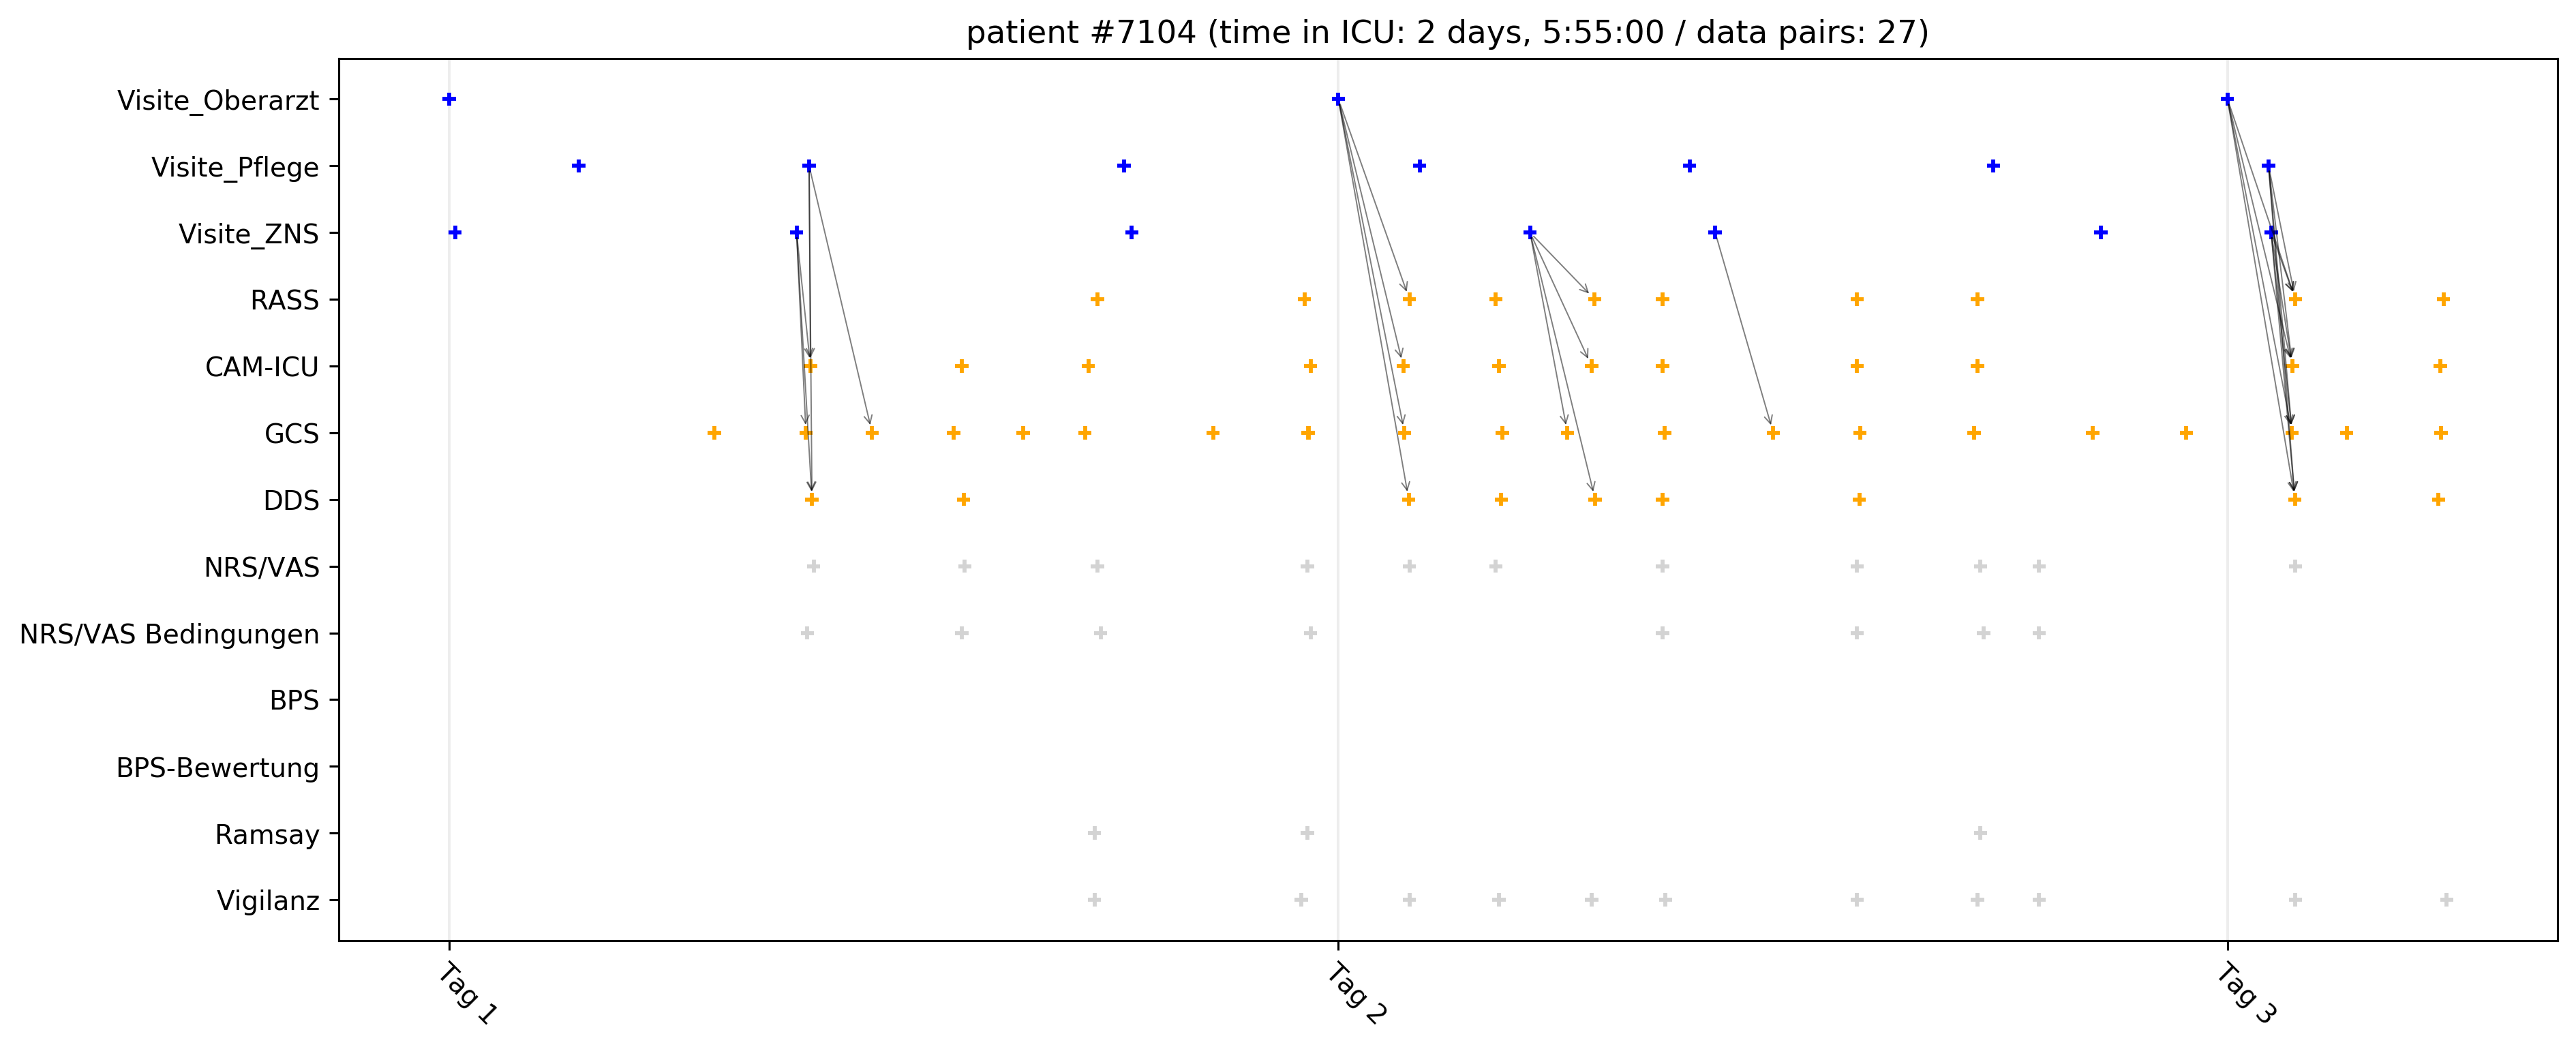 patient #7104 (time in ICU: 2 days, 5:55:00 / data pairs: 27)
Visite_Oberarzt
Visite_Pflege
Visite_ZNS
RASS
CAM-ICU
GCS
DDS
NRS/VAS
NRS/VAS Bedingungen
BPS
BPS-Bewertung
Ramsay
Vigilanz
Tag 1
Tag 2
Tag 3